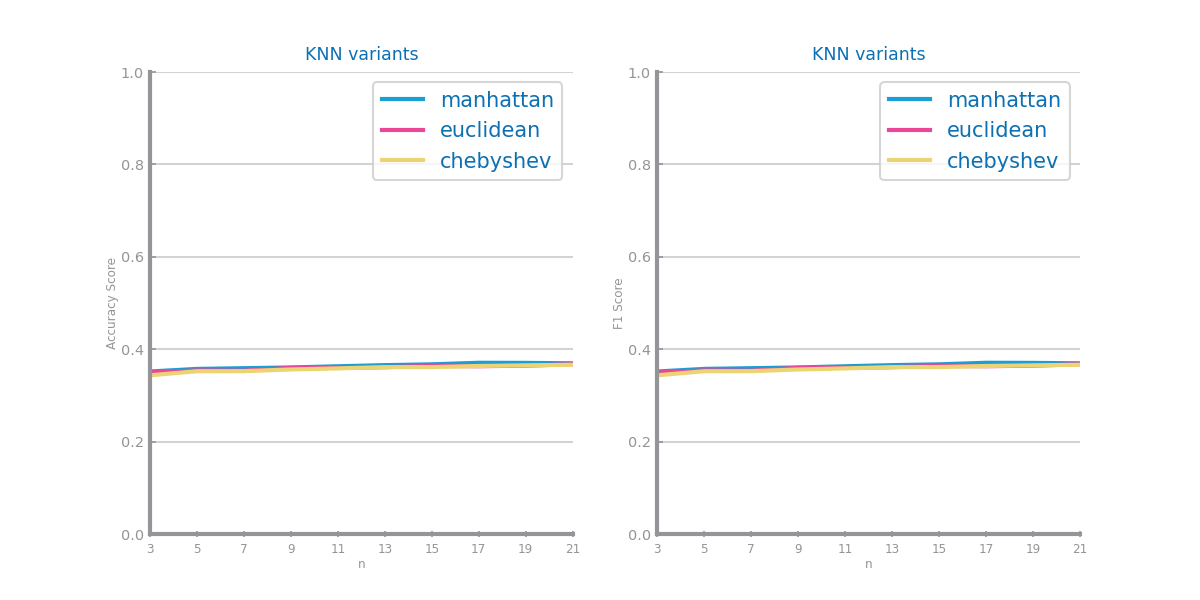 KNN variants
1.0
0.8
0.6
0.4
0.2
0.0
Accuracy Score
manhattan
euclidean
chebyshev
3 5 7 9 11 13 15 17 19 21
n
KNN variants
1.0
0.8
0.6
0.4
0.2
0.0
F1 Score
manhattan
euclidean
chebyshev
3 5 7 9 11 13 15 17 19 21
n